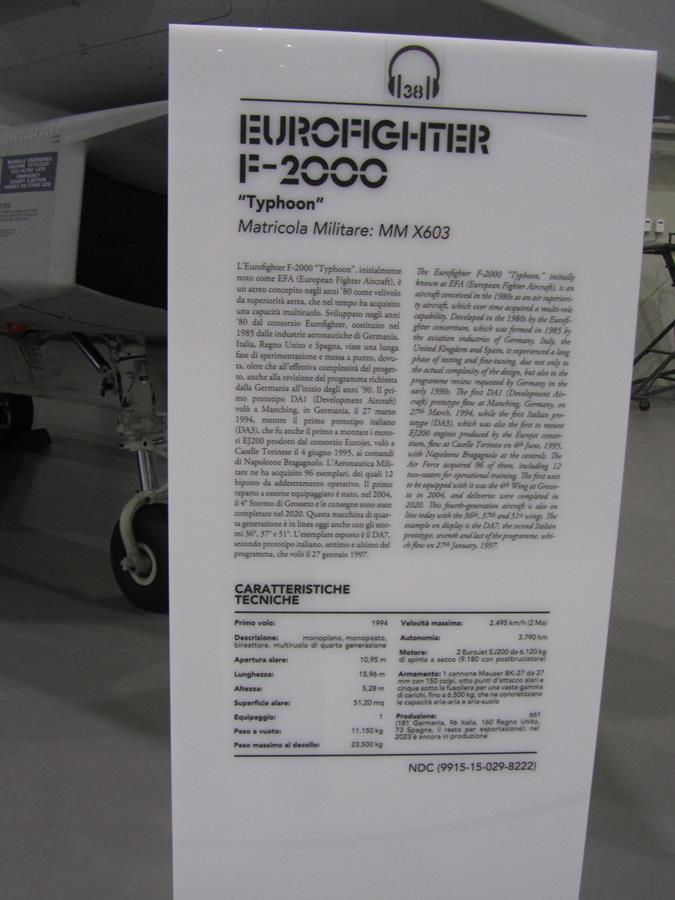 38
EUROFIGHTER
F-2000
"Typhoon"
Matricola Militare: MM X603
L'Eurofighter F-2000 "Typhoon", inizialmente
noto come EFA (European Fighter Aircraft), è
un aereo concepito negli anni '80 come velivolo
da superiorità aerea, che nel tempo ha acquisito
una capacità multiruolo. Sviluppato negli anni
'80 dal consorzio Eurofighter, costituito nel
1985 dalle industrie aeronautiche di Germania,
Italia, Regno Unito e Spagna, visse una lunga
fase di sperimentazione e messa a punto, dovu-
ta, oltre che all'effettiva complessità del proget-
to, anche alla revisione del programma richiesta
dalla Germania all'inizio degli anni '90. Il pri-
mo prototipo DA1 (Development Aircraft)
volò a Manching, in Germania, il 27 marzo
1994, mentre il primo prototipo italiano
(DA3), che fu anche il primo a montare i moto-
ri EJ200 prodotti dal consorzio Eurojet, volò a
Caselle Torinese il 4 giugno 1995, ai comandi
di Napoleone Bragagnolo. L'Aeronautica Mili-
tare ne ha acquisito 96 esemplari, dei quali 12
biposto da addestramento operativo. Il primo
reparto a esserne equipaggiato è stato, nel 2004,
il 4° Stormo di Grosseto e le consegne sono state
completate nel 2020. Questa macchina di quar-
ta generazione è in linea oggi anche con gli stor-
mi 36°, 37° e 51°. L'esemplare esposto è il DA7,
secondo prototipo italiano, settimo e ultimo del
programma, che volò il 27 gennaio 1997.
The Eurofighter F-2000 "Typhoon," initially
known as EFA (European Fighter Aircraft), is an
aircraft conceived in the 1980s as an air superiori-
ty aircraft, which over time acquired a multi-role
capability. Developed in the 1980s by the Eurofi-
ghter consortium, which was formed in 1985 by
the aviation industries of Germany, Italy, the
United Kingdom and Spain, it experienced a long
phase of testing and fine-tuning, due not only to
the actual complexity of the design, but also to the
programme review requested by Germany in the
early 1990s. The first DA1 (Development Air-
craft) prototype flew at Manching, Germany, on
27th March, 1994, while the first Italian pro-
totype (DA3), which was also the first to mount
EJ200 engines produced by the Eurojet consor-
tium, flew at Caselle Torinese on 4th June, 1995,
with Napoleone Bragagnolo at the controls. The
Air Force acquired 96 of them, including 12
two-seaters for operational training. The first unit
to be equipped with it was the 4th Wing at Grosse-
to in 2004, and deliveries were completed in
2020. This fourth-generation aircraft is also on
line today with the 36th, 37th and 51st wings. The
example on display is the DA7, the second Italian
prototype, seventh and last of the programme, whi-
ch flew on 27th January, 1997.
CARATTERISTICHE
TECNICHE
Primo volo: 1994
Descrizione: monoplano, monoposto,
bireattore, multiruolo di quarta generazione
Apertura alare: 10,95 m
Lunghezza: 15,96 m
Altezza: 5,28 m
Superficie alare: 51,20 mq
Equipaggio: 1
Peso a vuoto: 11.150 kg
Peso massimo al decollo: 23.500 kg
Velocità massima: 2.495 km/h (2 Ma)
Autonomia: 3.790 km
Motore: 2 EuroJet EJ200 da 6.120 kg
di spinta a secco (9.180 con postbruciatore)
Armamento: 1 cannone Mauser BK-27 da 27
mm con 150 colpi, otto punti d'attacco alari e
cinque sotto la fusoliera per una vasta gamma
di carichi, fino a 6.500 kg, che ne concretizzano
le capacità aria-aria e aria-suolo
Produzione: 661
(181 Germania, 96 Italia, 160 Regno Unito,
73 Spagna, il resto per esportazione); nel
2023 è ancora in produzione
NDC (9915-15-029-8222)